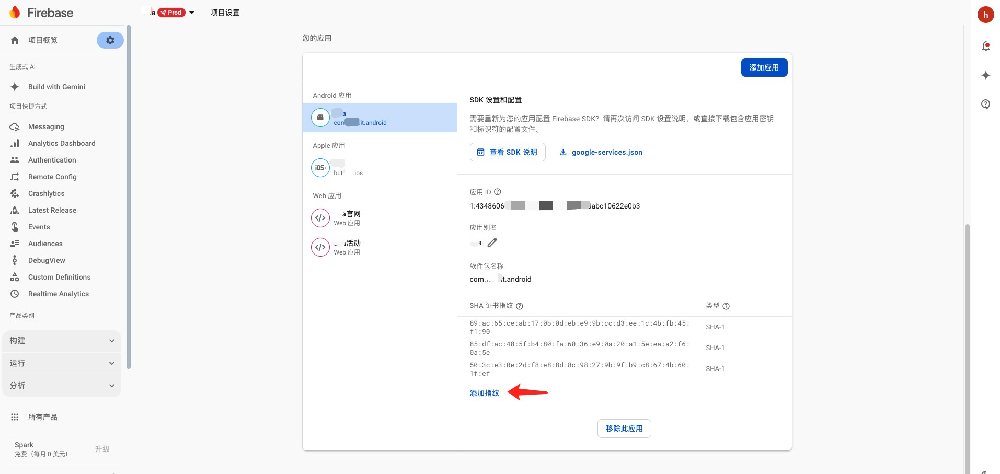 Firebase
a
Prod
项目设置
h
项目概览
生成式 AI
Build with Gemini
项目快捷方式
Messaging
Analytics Dashboard
Authentication
Remote Config
Crashlytics
Latest Release
Events
Audiences
DebugView
Custom Definitions
Realtime Analytics
产品类别
构建
运行
分析
所有产品
Spark
免费（每月 0 美元）
升级
您的应用
添加应用
Android 应用
a
com it.android
Apple 应用
iOS+
but .ios
Web 应用
a官网
Web 应用
活动
Web 应用
SDK 设置和配置
需要重新为您的应用配置 Firebase SDK？请再次访问 SDK 设置说明，或直接下载包含应用密钥
和标识符的配置文件。
查看 SDK 说明
google-services.json
应用 ID
1:4348606 abc10622e0b3
应用别名
a
软件包名称
com. it.android
SHA 证书指纹
类型
89:ac:65:ce:ab:17:0b:0d:eb:e9:9b:cc:d3:ee:1c:4b:fb:45:
f1:90
SHA-1
85:df:ac:48:5f:b4:80:fa:60:36:e9:0a:20:a1:5e:ea:a2:f6:
0a:5e
SHA-1
50:3c:e3:0e:2d:f8:e8:8d:8c:98:27:9b:9f:b9:c8:67:4b:60:
1f:ef
SHA-1
添加指纹
移除此应用